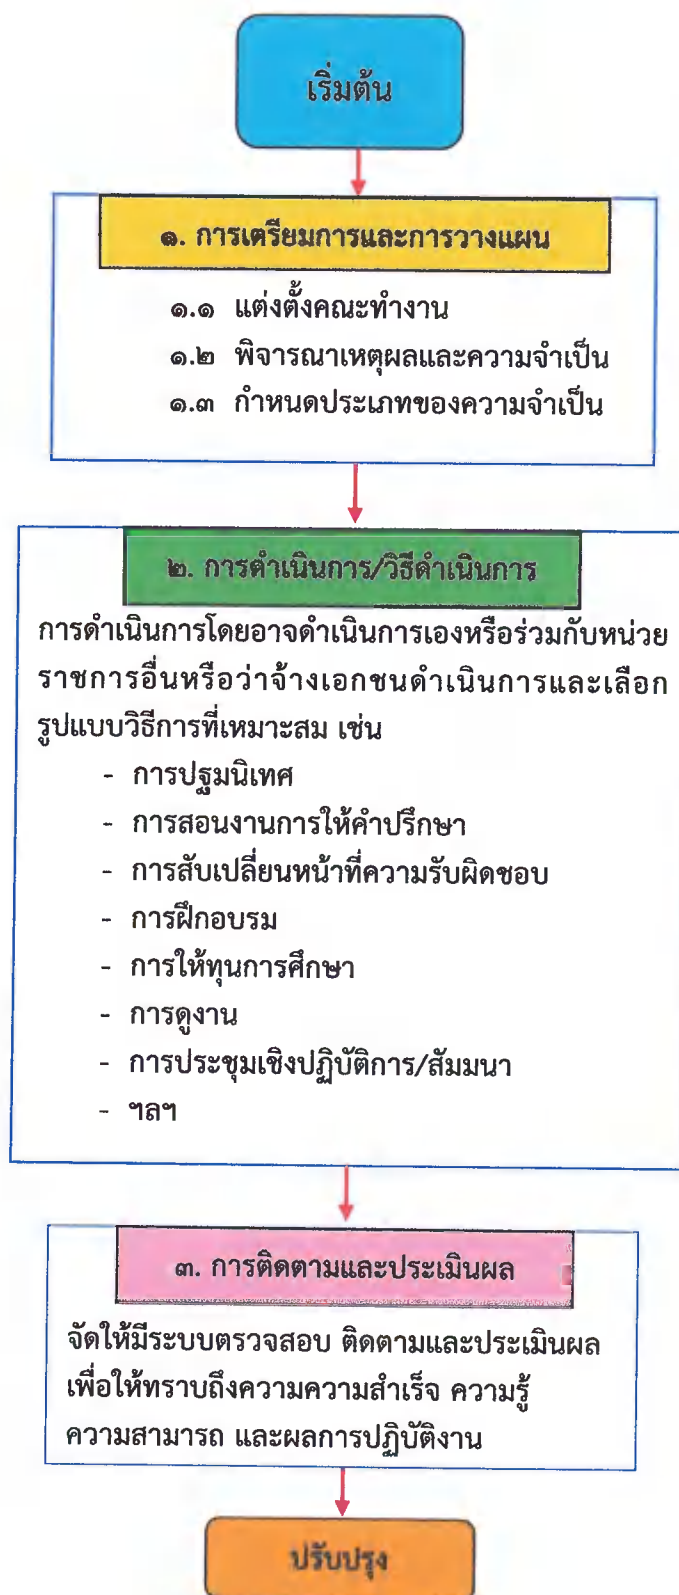 เริ่มต้น
๑. การเตรียมการและการวางแผน
๑.๑ แต่งตั้งคณะทำงาน
๑.๒ พิจารณาเหตุผลและความจำเป็น
๑.๓ กำหนดประเภทของความจำเป็น
๒. การดำเนินการ/วิธีดำเนินการ
การดำเนินการโดยอาจดำเนินการเองหรือร่วมกับหน่วย
ราชการอื่นหรือว่าจ้างเอกชนดำเนินการและเลือก
รูปแบบวิธีการที่เหมาะสม เช่น
- การปฐมนิเทศ
- การสอนงานการให้คำปรึกษา
- การสับเปลี่ยนหน้าที่ความรับผิดชอบ
- การฝึกอบรม
- การให้ทุนการศึกษา
- การดูงาน
- การประชุมเชิงปฏิบัติการ/สัมมนา
- ฯลฯ
๓. การติดตามและประเมินผล
จัดให้มีระบบตรวจสอบ ติดตามและประเมินผล
เพื่อให้ทราบถึงความความสำเร็จ ความรู้
ความสามารถ และผลการปฏิบัติงาน
ปรับปรุง